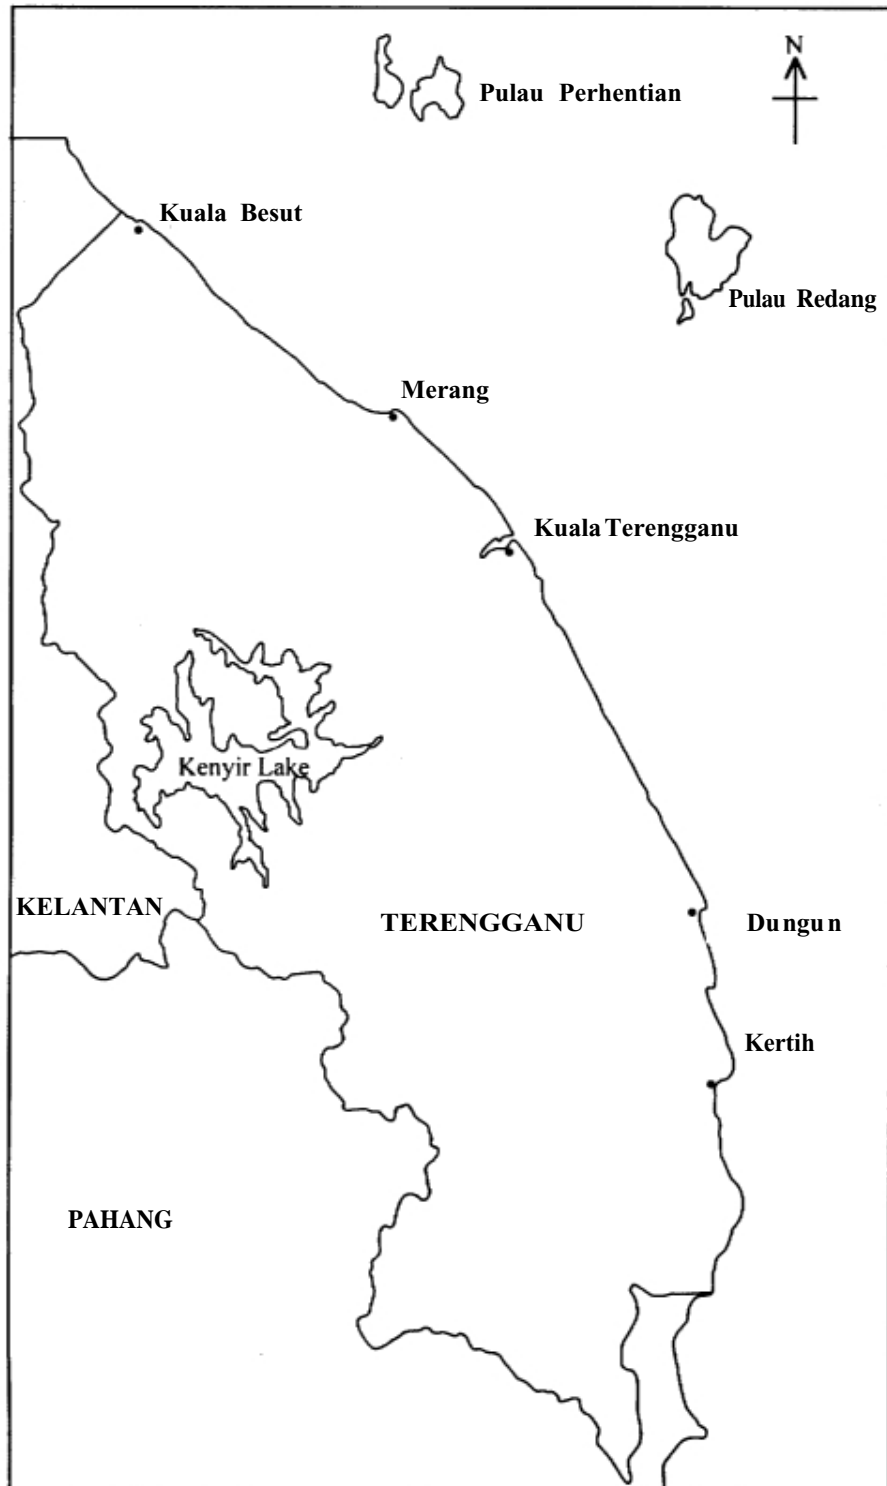 N
Pulau Perhentian
Kuala Besut
Pulau Redang
Merang
Kuala Terengganu
Kenyir Lake
KELANTAN
TERENGGANU
Dungun
Kertih
PAHANG